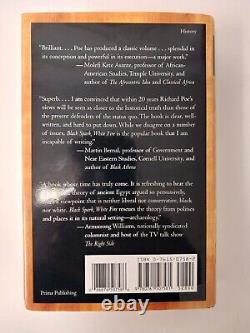 History
"Brilliant. . . . Poe has produced a classic volume . . . splendid in its
conception and powerful in its execution—a major work."
—Molefi Kete Asante, professor of African-
American Studies, Temple University, and author
of The Afrocentric Idea and Classical Africa
"Superb. . . . I am convinced that within 20 years Richard Poe's
views will be seen as closer to the historical truth than those of
the present defenders of the status quo. The book is clear, well-
written, and hard to put down. While we disagree on a number of
issues, Black Spark, White Fire is the popular book that I am
incapable of writing."
—Martin Bernal, professor of Government and
Near Eastern Studies, Cornell University, and
author of Black Athena
"A book whose time has truly come. It is refreshing to hear the
theory of ancient Egypt argued so persuasively
viewpoint that is neither liberal nor conservative, black
nor white. Black Spark, White Fire rescues the theory from politics
and places it in its natural setting—archaeology."
—Armstrong Williams, nationally syndicated
columnist and host of the TV talk show
The Right Side
Prima Publishing
ISBN 0-7615-0758-2